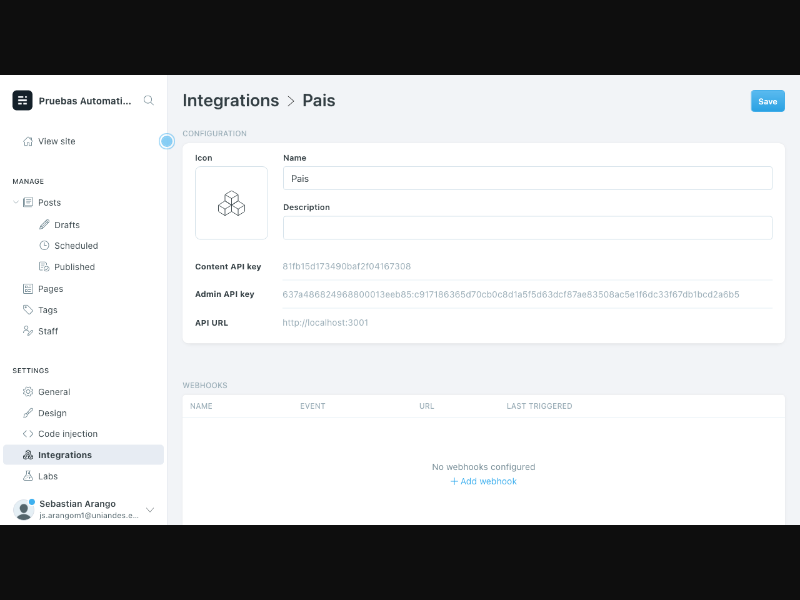 Pruebas Automati...
View site
MANAGE
Posts
Drafts
Scheduled
Published
Pages
Tags
Staff
SETTINGS
General
Design
Code injection
Integrations
Labs
Sebastian Arango
js.arangom1@uniandes.e...
Integrations > Pais
Save
CONFIGURATION
Icon
Name
Pais
Description
Content API key 81fb15d173490baf2f04167308
Admin API key 637a486824968800013eeb85:c917186365d70cb0c8d1a5f5d63dcf87ae83508ac5e1f6dc33f67db1bcd2a6b5
API URL http://localhost:3001
WEBHOOKS
NAME EVENT URL LAST TRIGGERED
No webhooks configured
+ Add webhook